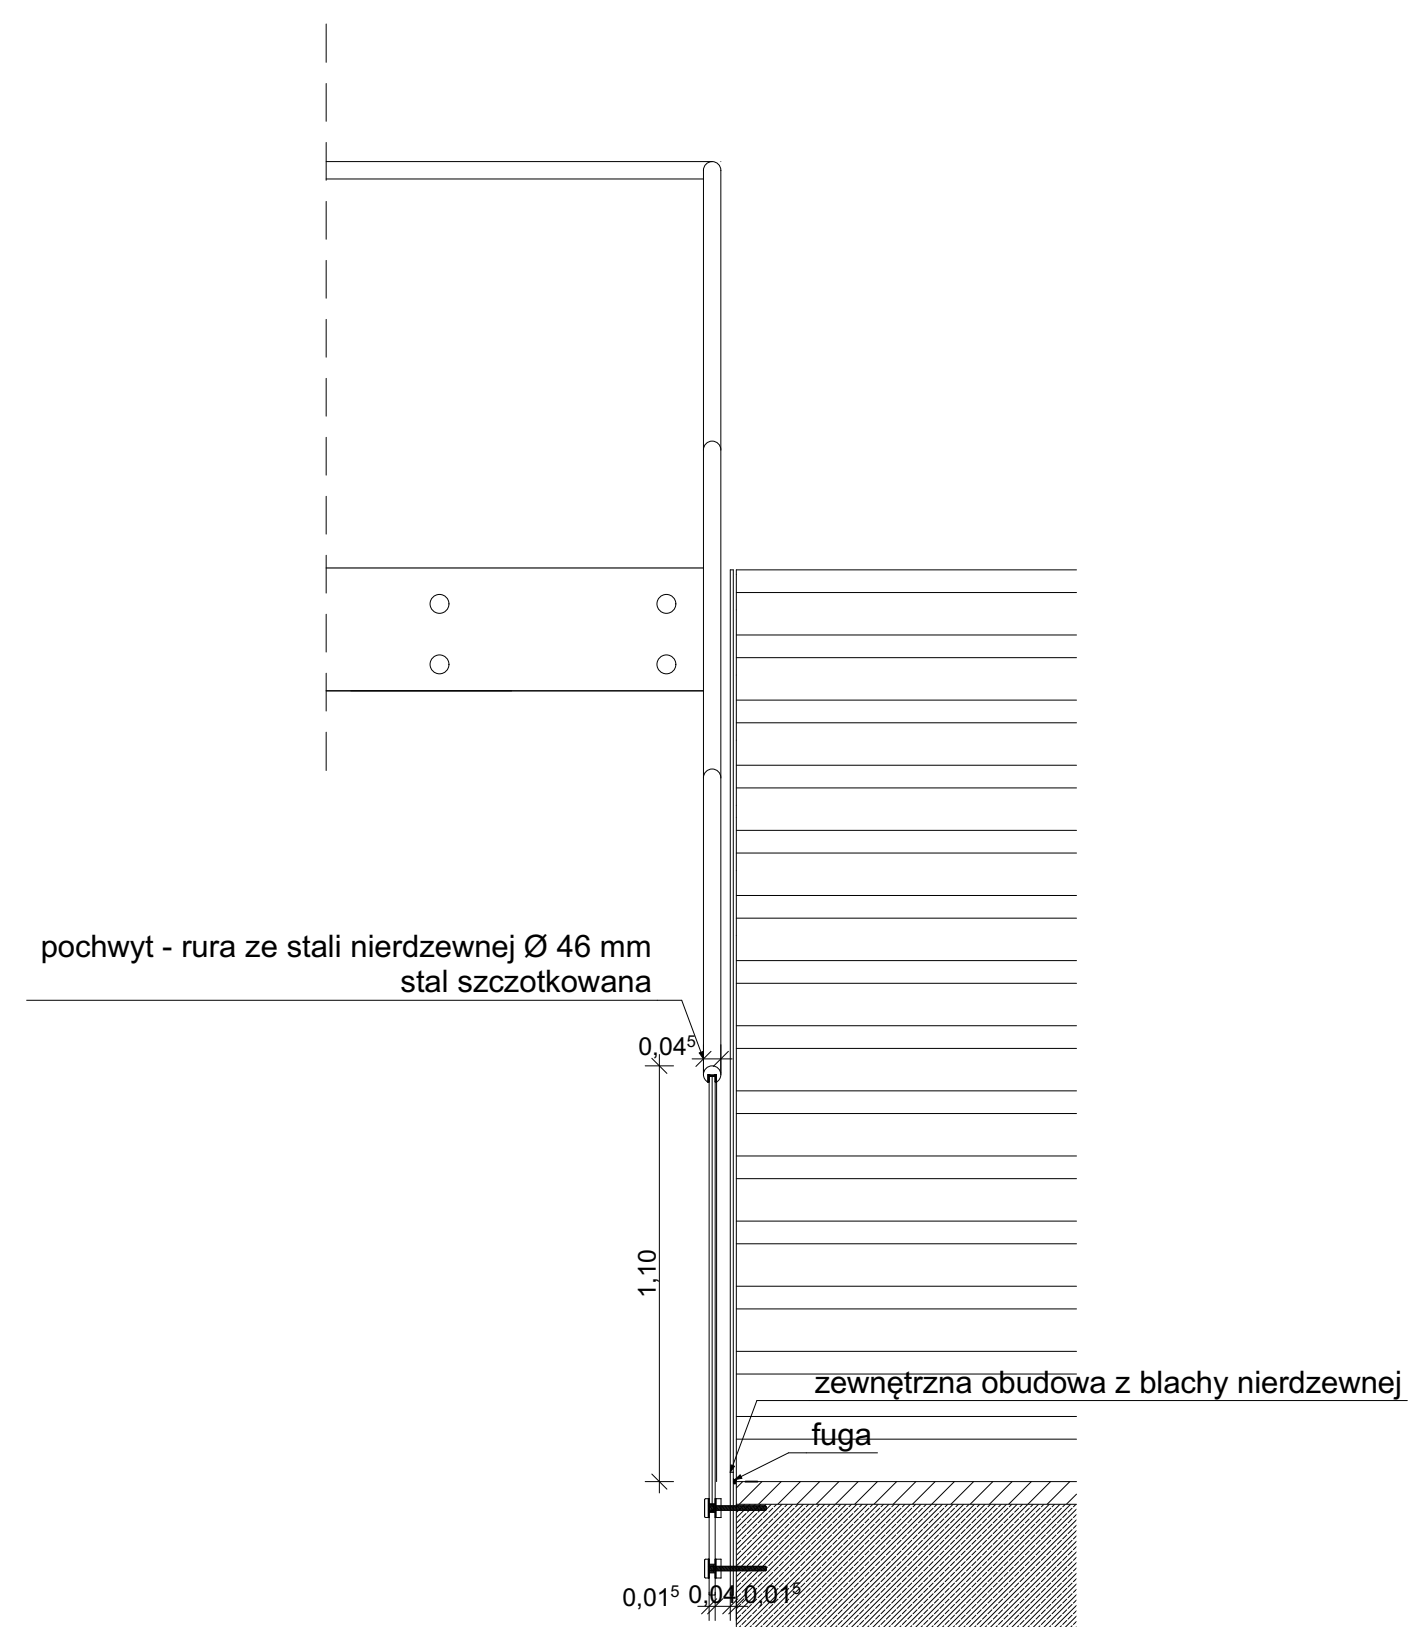 pochwyt - rura ze stali nierdzewnej Ø 46 mm
stal szczotkowana
0,04⁵
1,10
zewnętrzna obudowa z blachy nierdzewnej
fuga
0,01⁵ 0,04 0,01⁵